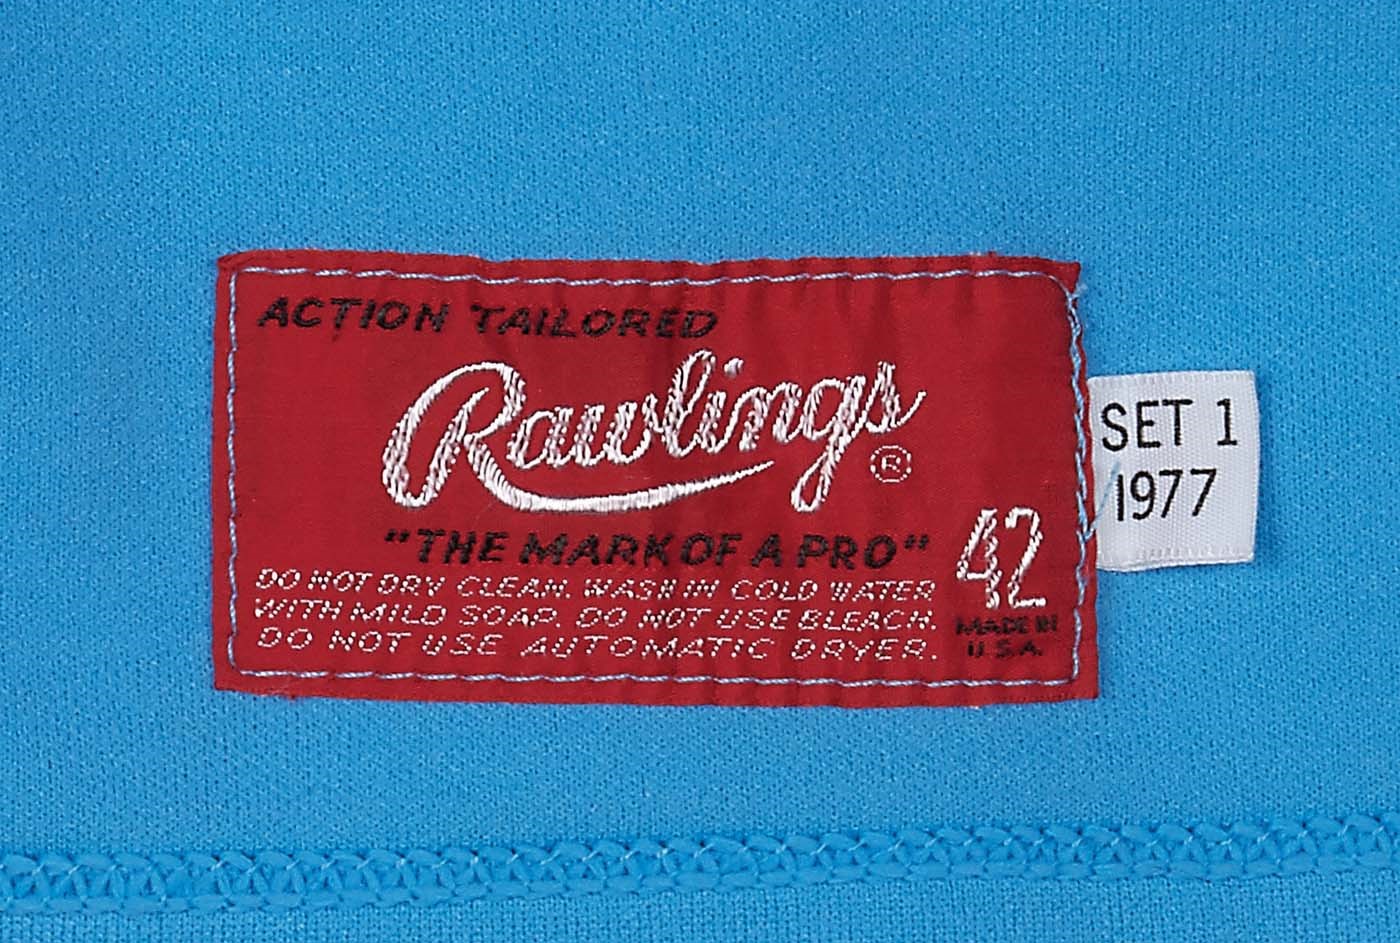 ACTION TAILORED
Rawlings ®
"THE MARK OF A PRO"
42
DO NOT DRY CLEAN. WASH IN COLD WATER
WITH MILD SOAP. DO NOT USE BLEACH.
DO NOT USE AUTOMATIC DRYER.
MADE IN
U.S.A.
SET 1
1977